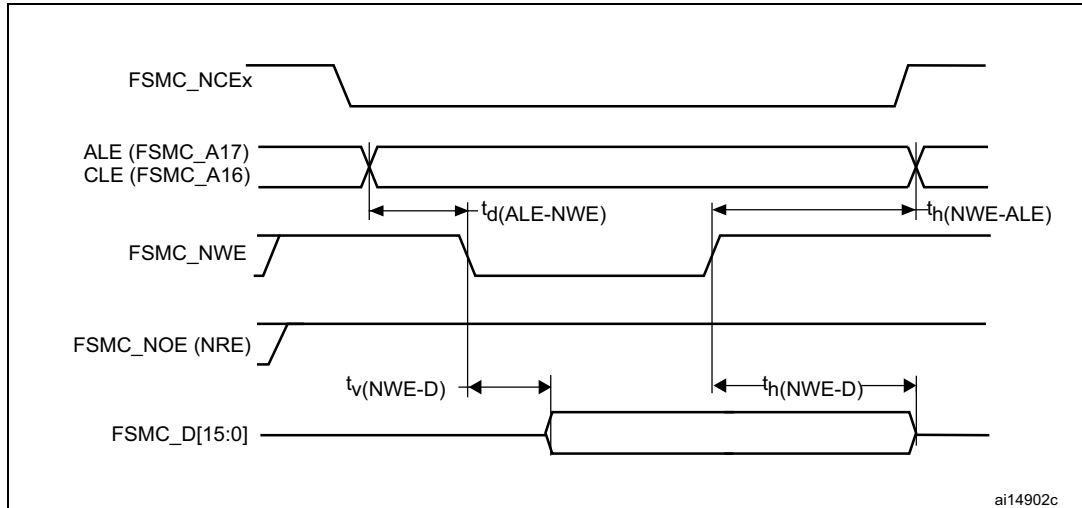 FSMC_NCEx
ALE (FSMC_A17)
CLE (FSMC_A16)
td(ALE-NWE)
th(NWE-ALE)
FSMC_NWE
FSMC_NOE (NRE)
tv(NWE-D)
th(NWE-D)
FSMC_D[15:0]
ai14902c